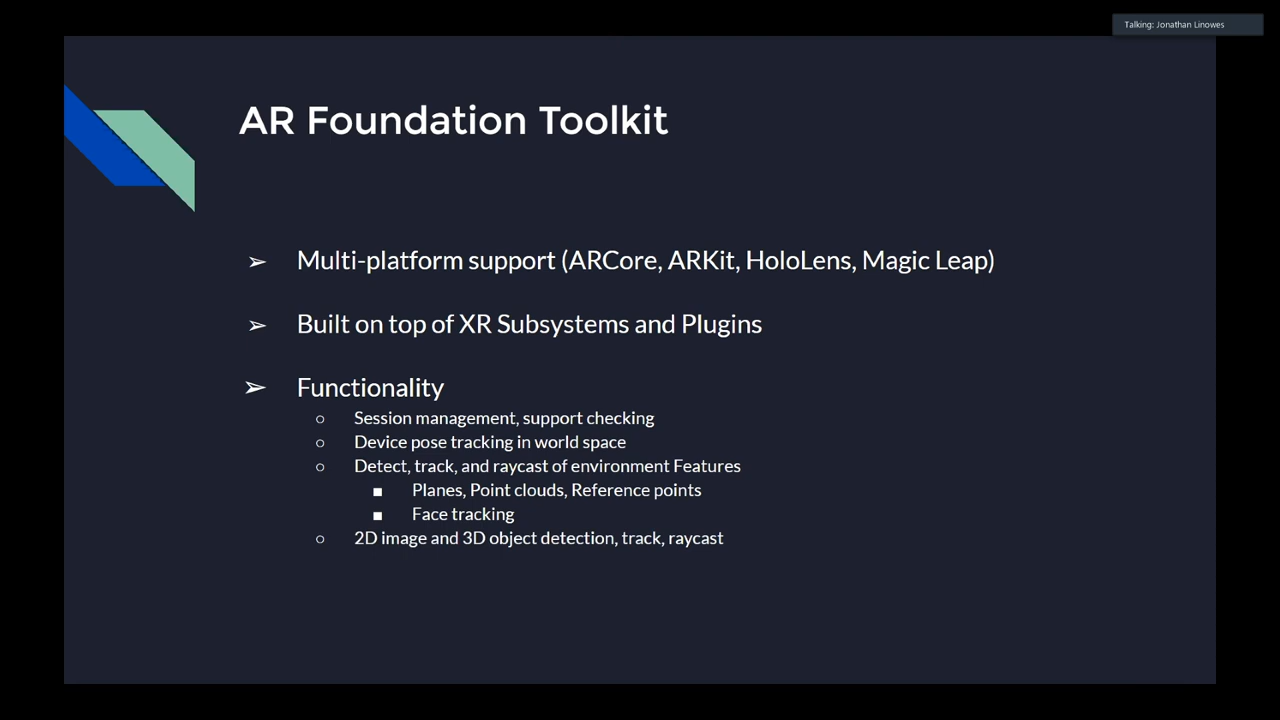 Talking: Jonathan Linowes
AR Foundation Toolkit
➢ Multi-platform support (ARCore, ARKit, HoloLens, Magic Leap)
➢ Built on top of XR Subsystems and Plugins
➢ Functionality
○ Session management, support checking
○ Device pose tracking in world space
○ Detect, track, and raycast of environment Features
■ Planes, Point clouds, Reference points
■ Face tracking
○ 2D image and 3D object detection, track, raycast